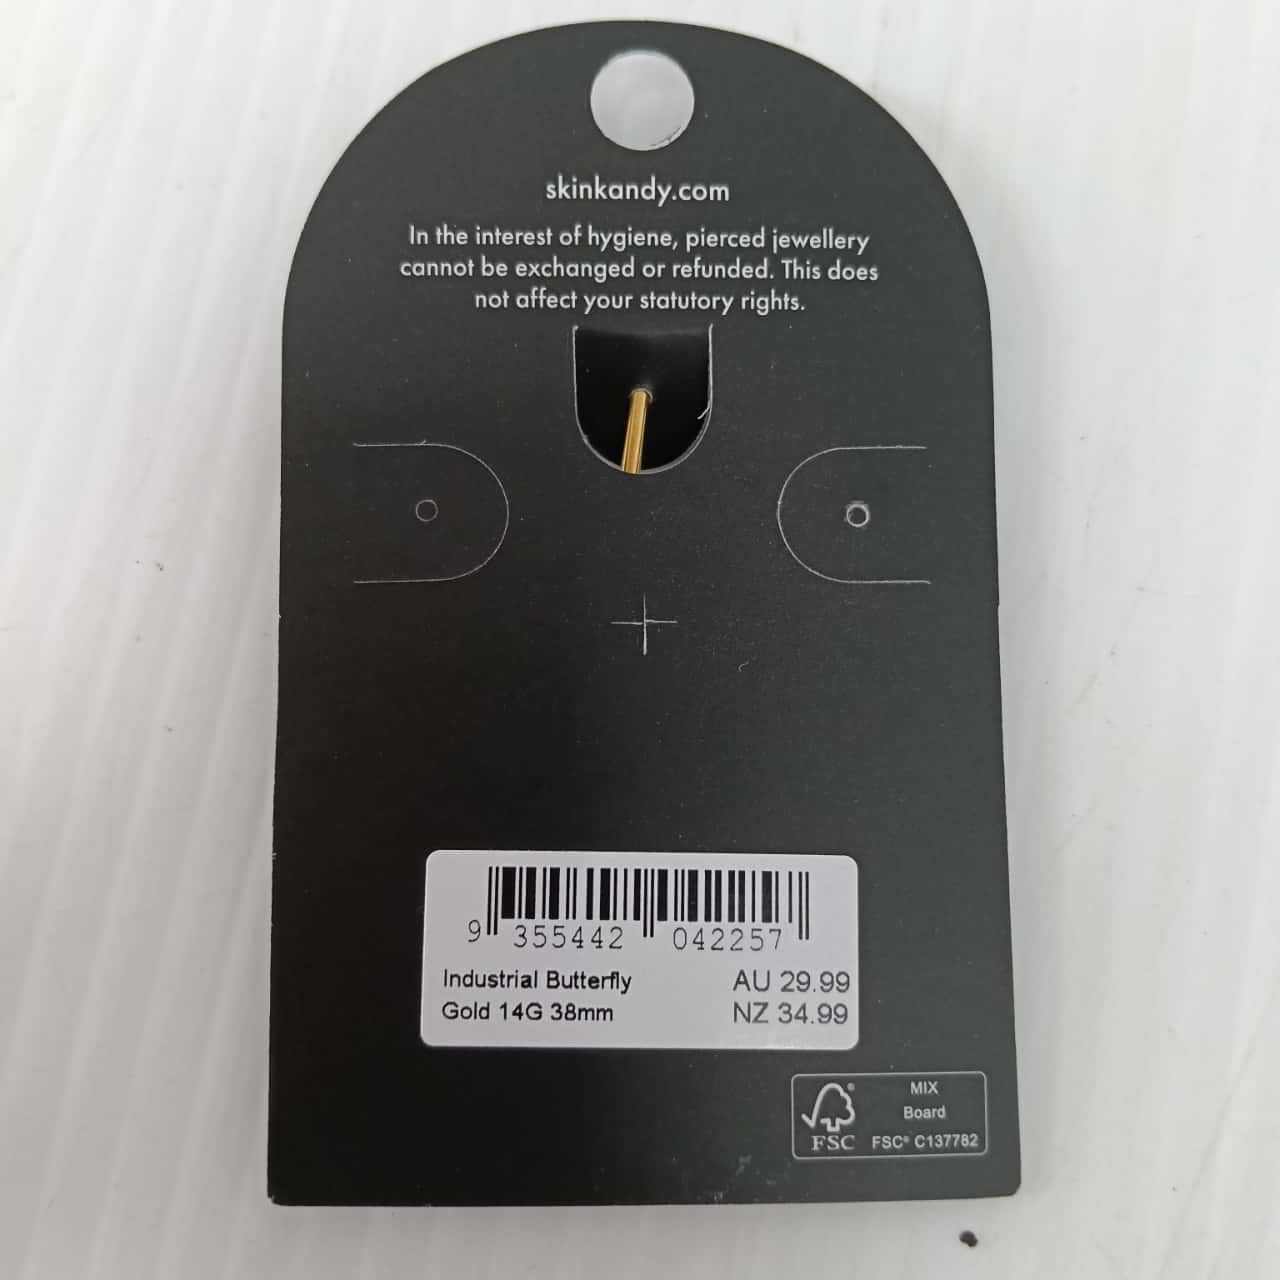 skinkandy.com
In the interest of hygiene, pierced jewellery
cannot be exchanged or refunded. This does
not affect your statutory rights.
9 355442 042257
Industrial Butterfly AU 29.99
Gold 14G 38mm NZ 34.99
MIX
Board
FSC FSC® C137782